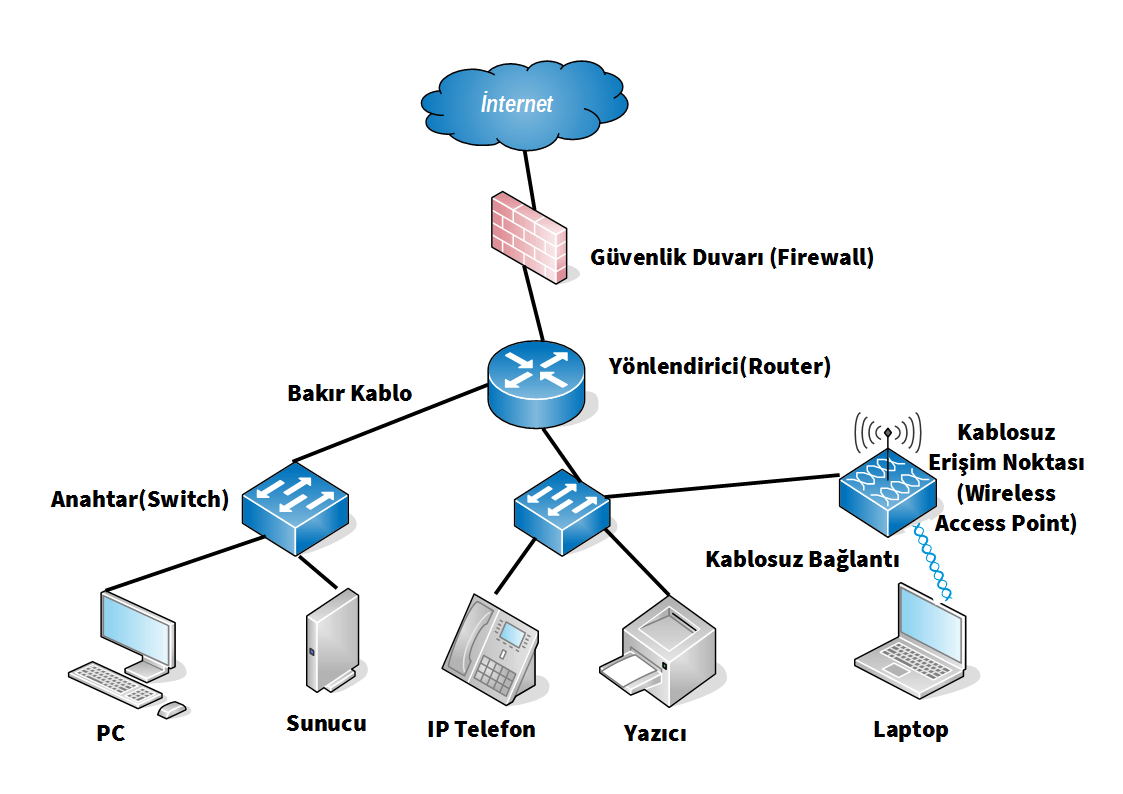 İnternet
Güvenlik Duvarı (Firewall)
Yönlendirici(Router)
Bakır Kablo
Kablosuz
Erişim Noktası
(Wireless
Access Point)
Anahtar(Switch)
Kablosuz Bağlantı
PC
Sunucu
IP Telefon
Yazıcı
Laptop